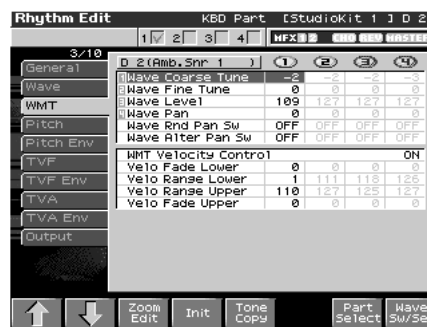 Rhythm Edit KBD Part [StudioKit 1 ] D 2
1 2 3 4 MFX 1 2 CHO REV MASTER
3/10
General
Wave
WMT
Pitch
Pitch Env
TVF
TVF Env
TVA
TVA Env
Output
D 2(Amb.Snr 1 ) 1 2 3 4
Wave Coarse Tune -2 -2 -2 -3
Wave Fine Tune 0 0 0 0
Wave Level 109 127 127 127
Wave Pan 0 0 0 0
Wave Rnd Pan Sw OFF OFF OFF OFF
Wave Alter Pan Sw OFF OFF OFF OFF
WMT Velocity Control ON
Velo Fade Lower 0 0 0 0
Velo Range Lower 1 111 118 126
Velo Range Upper 110 127 125 127
Velo Fade Upper 0 0 0 0
Zoom Edit Init Tone Copy Part Select Wave Sw/Se